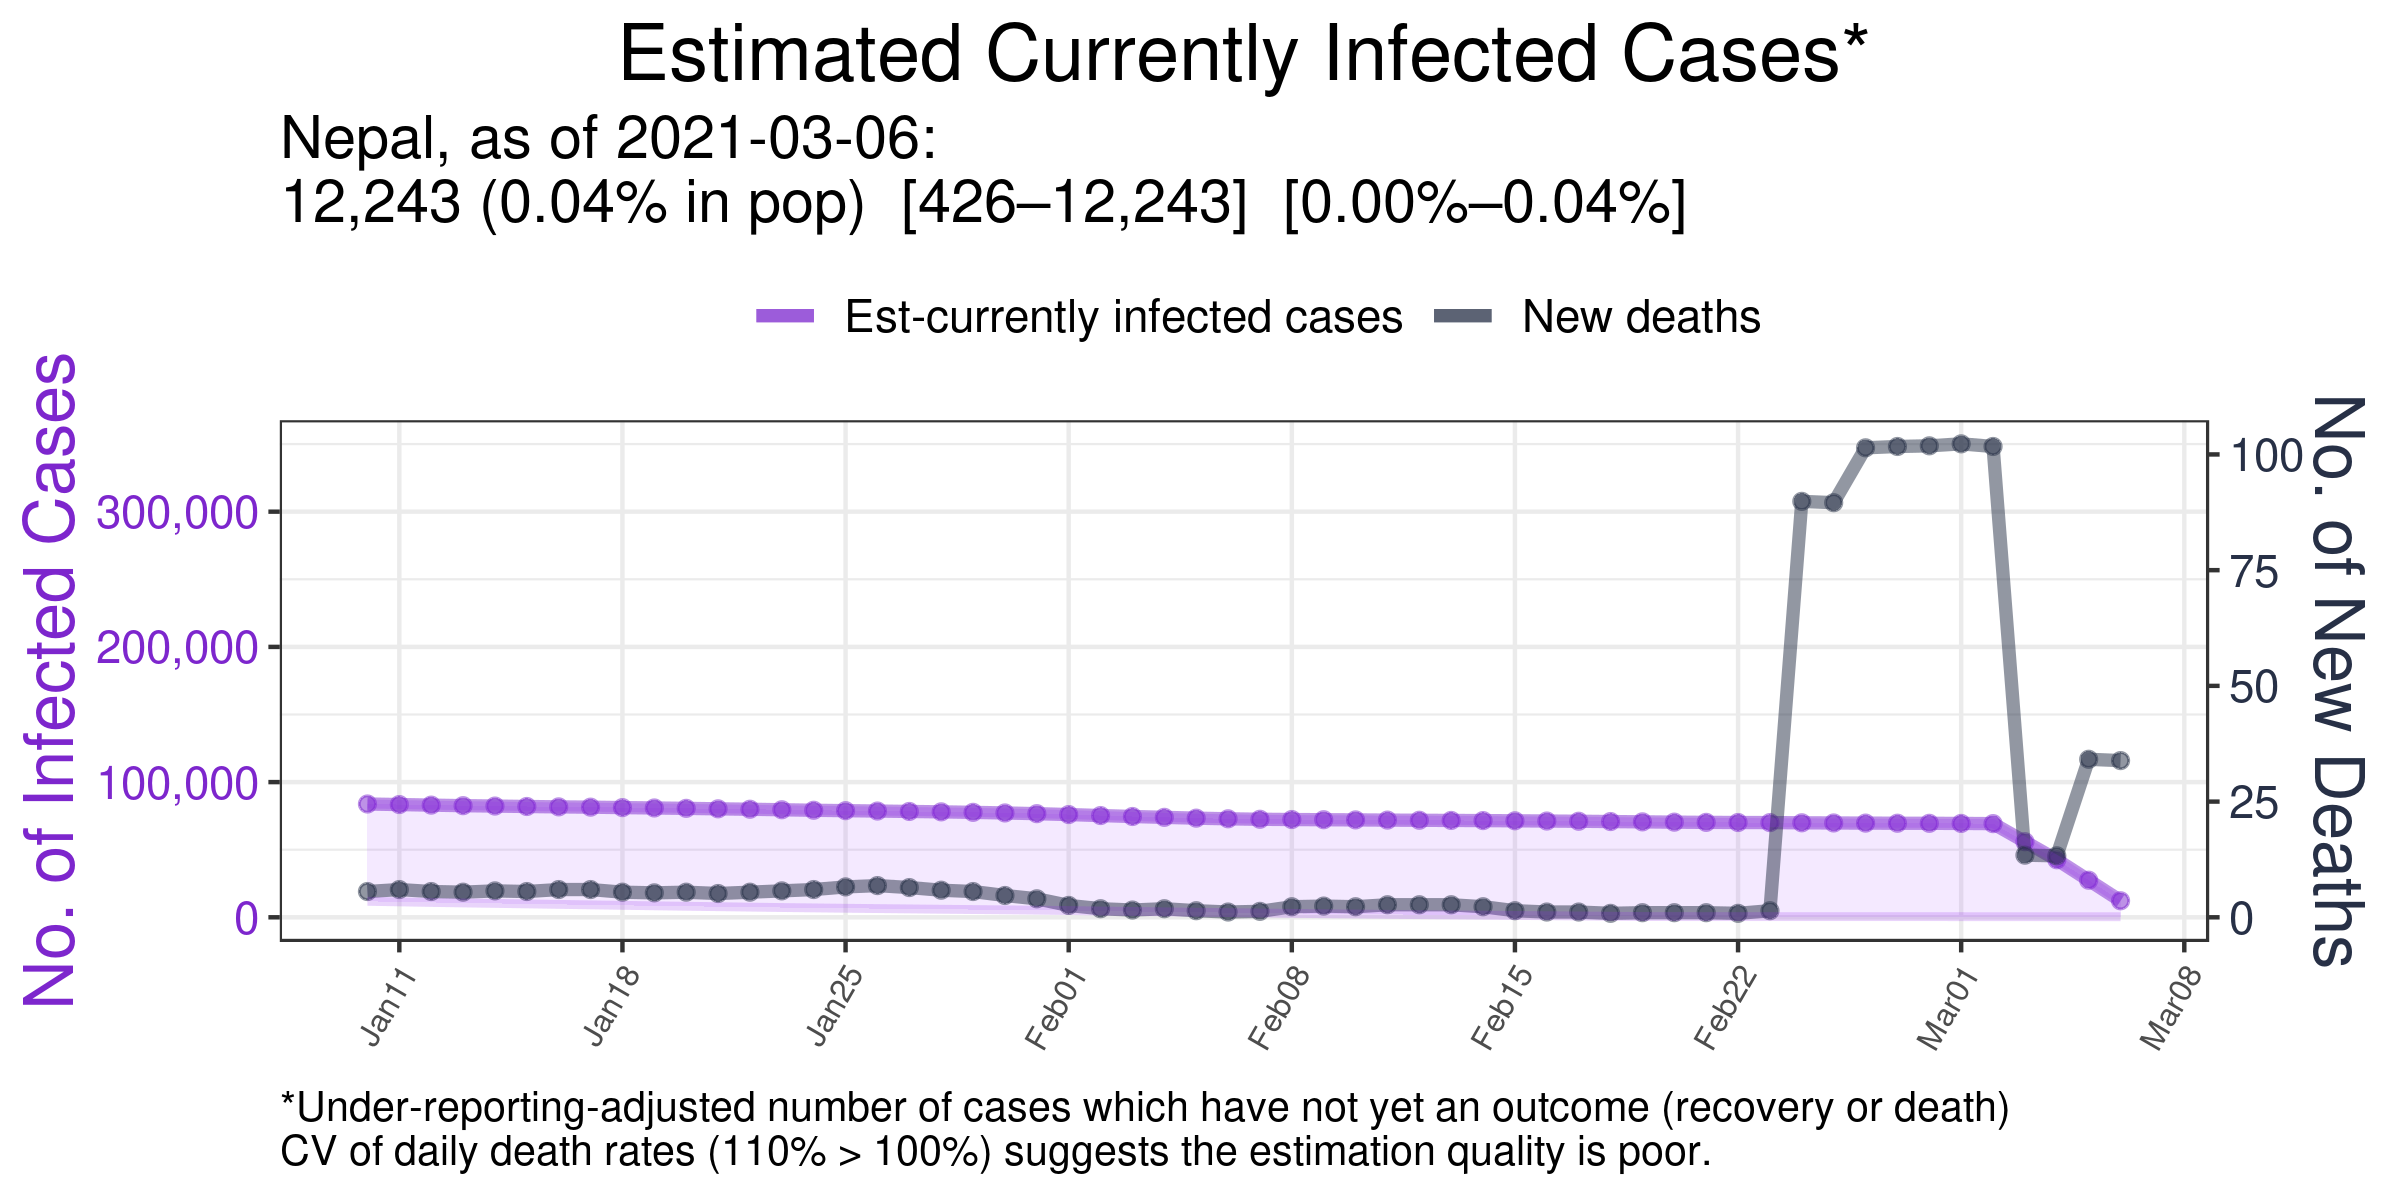 Estimated Currently Infected Cases*
Nepal, as of 2021-03-06:
12,243 (0.04% in pop)  [426–12,243]  [0.00%–0.04%]
Est-currently infected cases
New deaths
No. of Infected Cases
300,000
200,000
100,000
0
100
75
50
25
0
No. of New Deaths
Jan11
Jan18
Jan25
Feb01
Feb08
Feb15
Feb22
Mar01
Mar08
*Under-reporting-adjusted number of cases which have not yet an outcome (recovery or death)
CV of daily death rates (110% > 100%) suggests the estimation quality is poor.